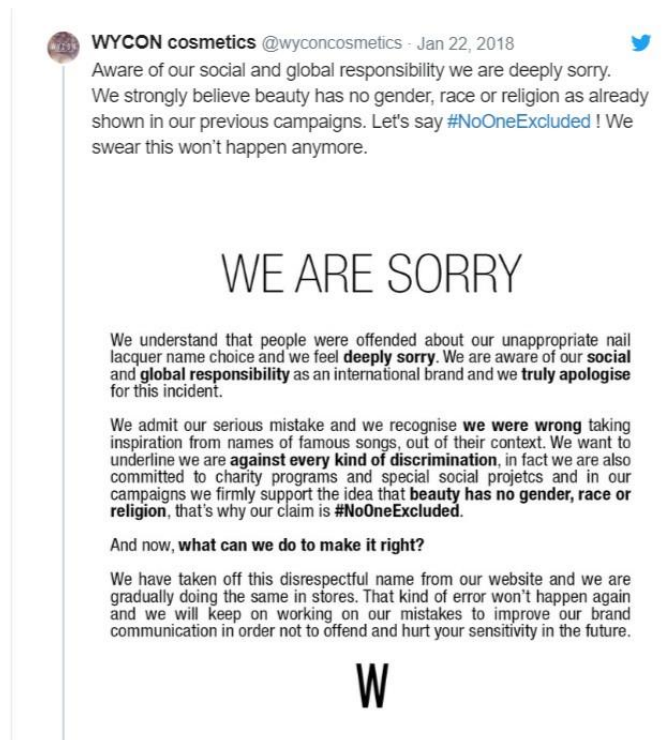 WYCON cosmetics @wyconcosmetics · Jan 22, 2018
Aware of our social and global responsibility we are deeply sorry.
We strongly believe beauty has no gender, race or religion as already
shown in our previous campaigns. Let's say #NoOneExcluded ! We
swear this won't happen anymore.
WE ARE SORRY
We understand that people were offended about our unappropriate nail
lacquer name choice and we feel deeply sorry. We are aware of our social
and global responsibility as an international brand and we truly apologise
for this incident.
We admit our serious mistake and we recognise we were wrong taking
inspiration from names of famous songs, out of their context. We want to
underline we are against every kind of discrimination, in fact we are also
committed to charity programs and special social projetcs and in our
campaigns we firmly support the idea that beauty has no gender, race or
religion, that's why our claim is #NoOneExcluded.
And now, what can we do to make it right?
We have taken off this disrespectful name from our website and we are
gradually doing the same in stores. That kind of error won't happen again
and we will keep on working on our mistakes to improve our brand
communication in order not to offend and hurt your sensitivity in the future.
W